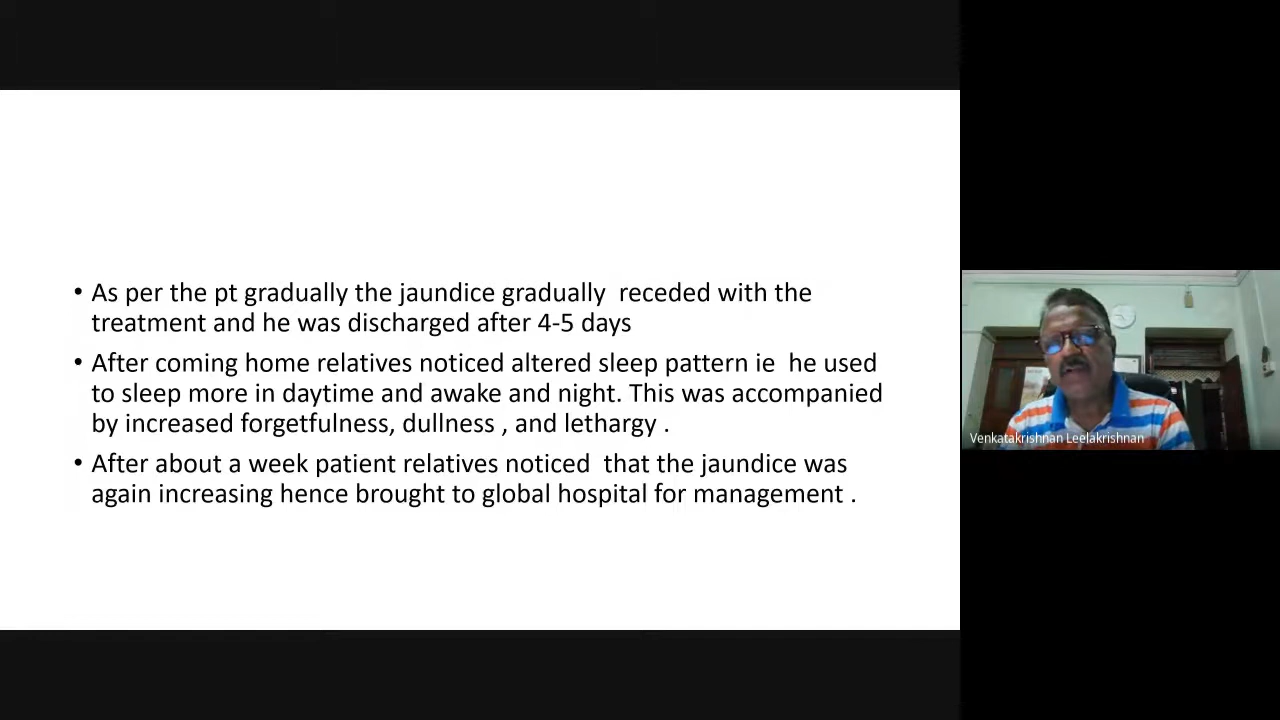 • As per the pt gradually the jaundice gradually  receded with the
treatment and he was discharged after 4-5 days
• After coming home relatives noticed altered sleep pattern ie  he used
to sleep more in daytime and awake and night. This was accompanied
by increased forgetfulness, dullness , and lethargy .
• After about a week patient relatives noticed  that the jaundice was
again increasing hence brought to global hospital for management .
Venkatakrishnan Leelakrishnan